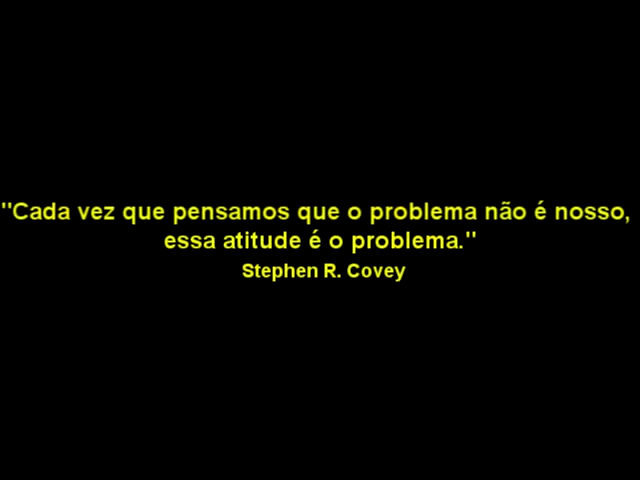 "Cada vez que pensamos que o problema não é nosso,
essa atitude é o problema."
Stephen R. Covey